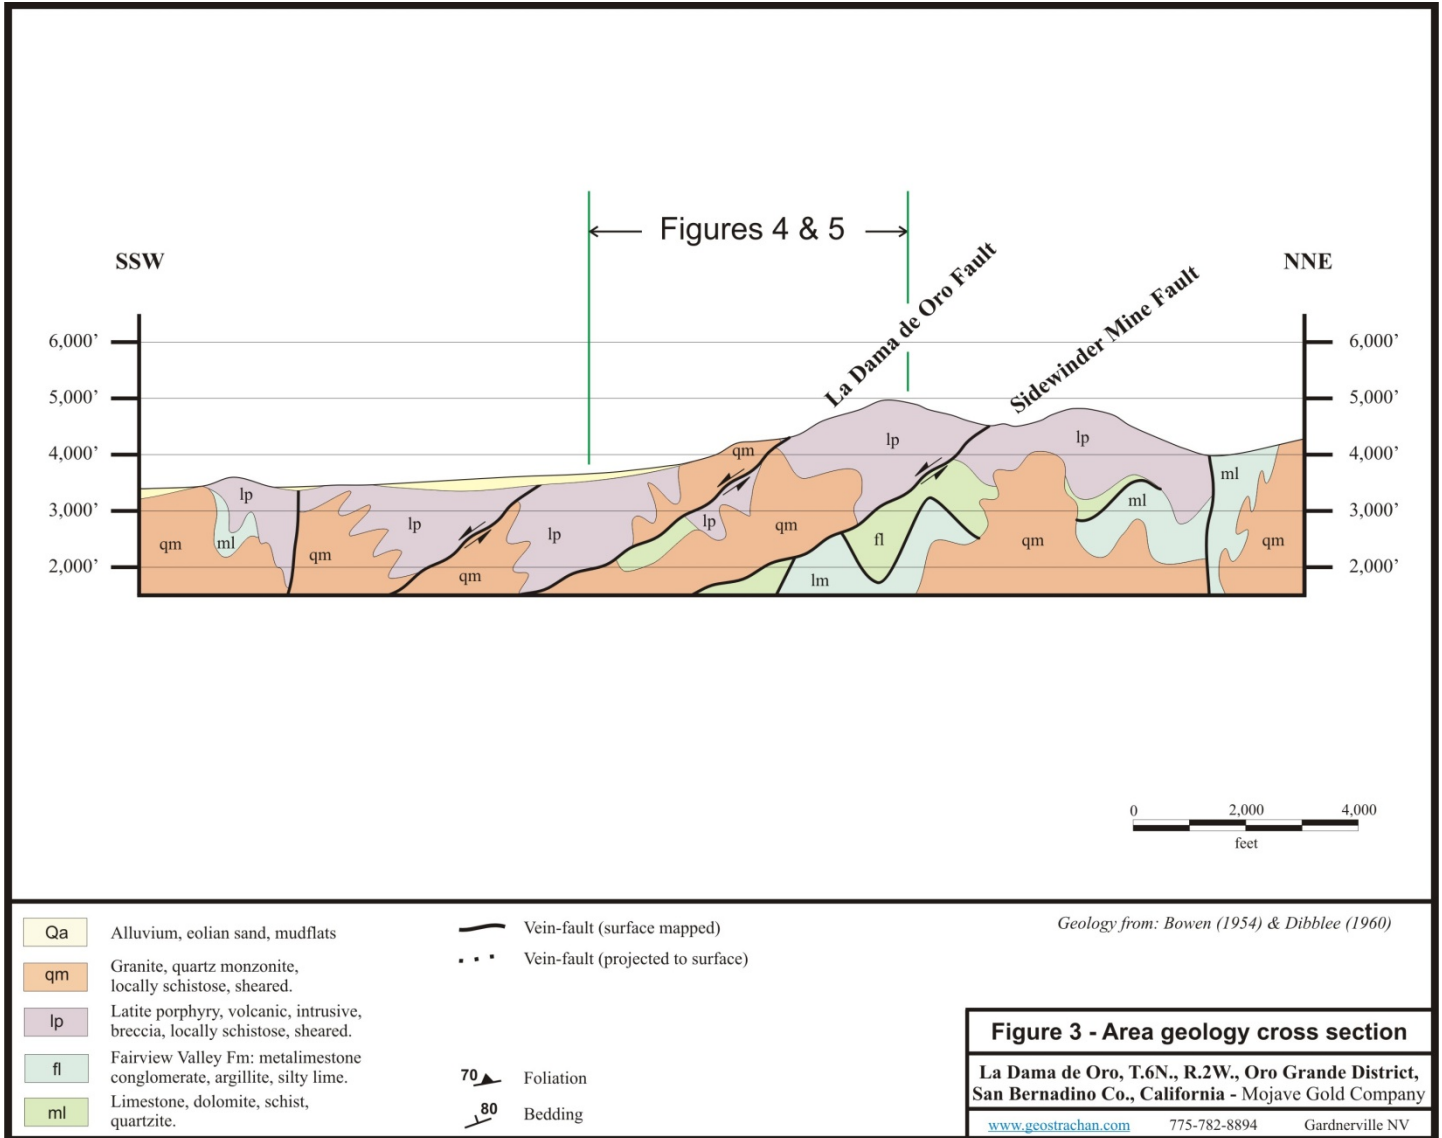 Figures 4 & 5
SSW
NNE
La Dama de Oro Fault
Sidewinder Mine Fault
6,000’ 6,000’
5,000’ 5,000’
4,000’ 4,000’
3,000’ 3,000’
2,000’ 2,000’
qm
lp
lp
ml
lp
ml
qm
qm
lp
qm
lp
lp
qm
fl
lm
qm
ml
qm
0 2,000 4,000
feet
Qa Alluvium, eolian sand, mudflats
qm Granite, quartz monzonite,
locally schistose, sheared.
lp Latite porphyry, volcanic, intrusive,
breccia, locally schistose, sheared.
fl Fairview Valley Fm: metalimestone
conglomerate, argillite, silty lime.
ml Limestone, dolomite, schist,
quartzite.
Vein-fault (surface mapped)
Vein-fault (projected to surface)
70 Foliation
80 Bedding
Geology from: Bowen (1954) & Dibblee (1960)
Figure 3 - Area geology cross section
La Dama de Oro, T.6N., R.2W., Oro Grande District,
San Bernadino Co., California - Mojave Gold Company
www.geostrachan.com 775-782-8894 Gardnerville NV